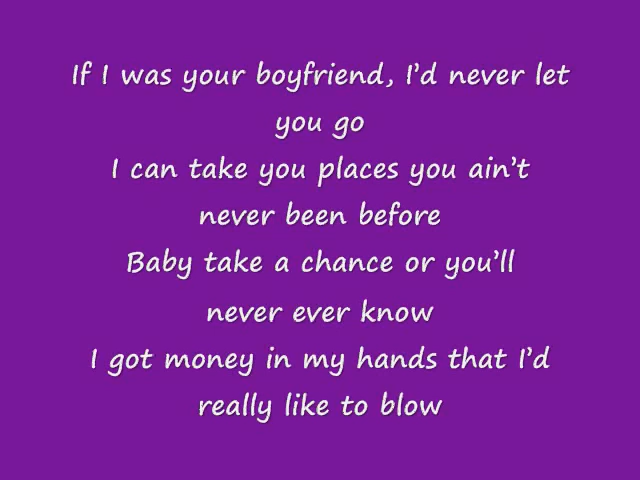 If I was your boyfriend, I'd never let
you go
I can take you places you ain't
never been before
Baby take a chance or you'll
never ever know
I got money in my hands that I'd
really like to blow